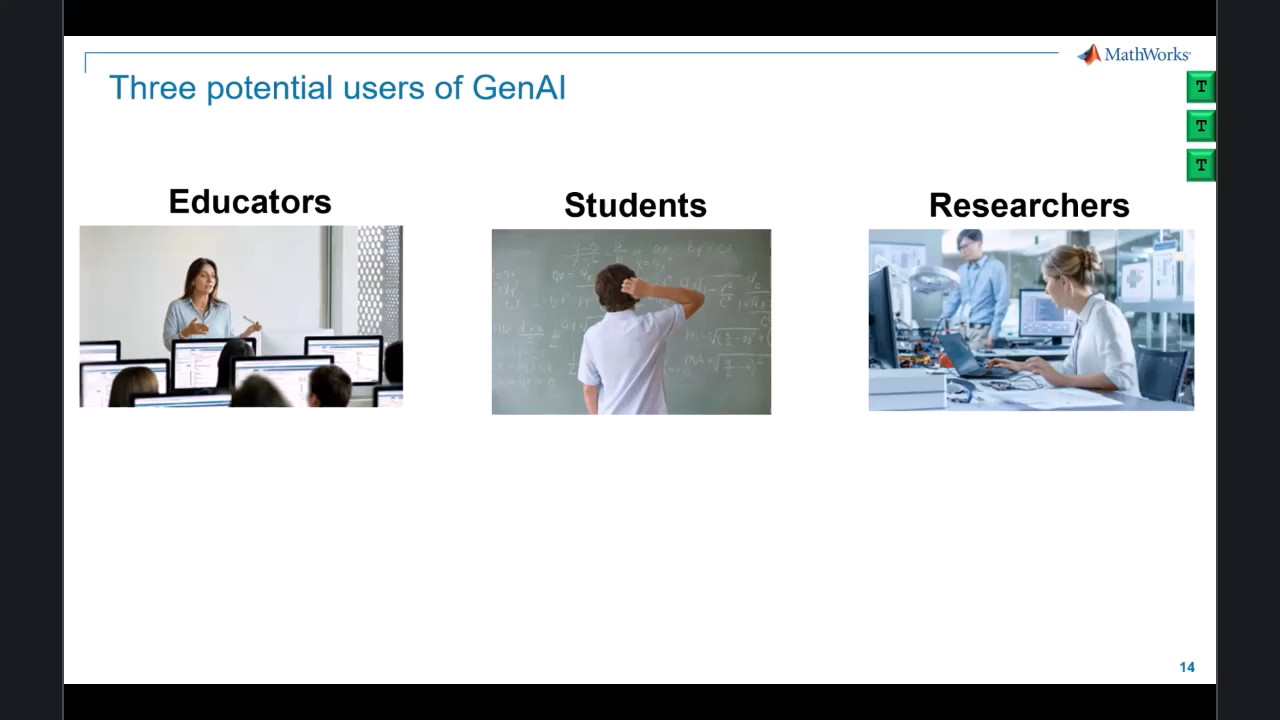 MathWorks®
Three potential users of GenAI
T
T
T
Educators
Students
Researchers
14